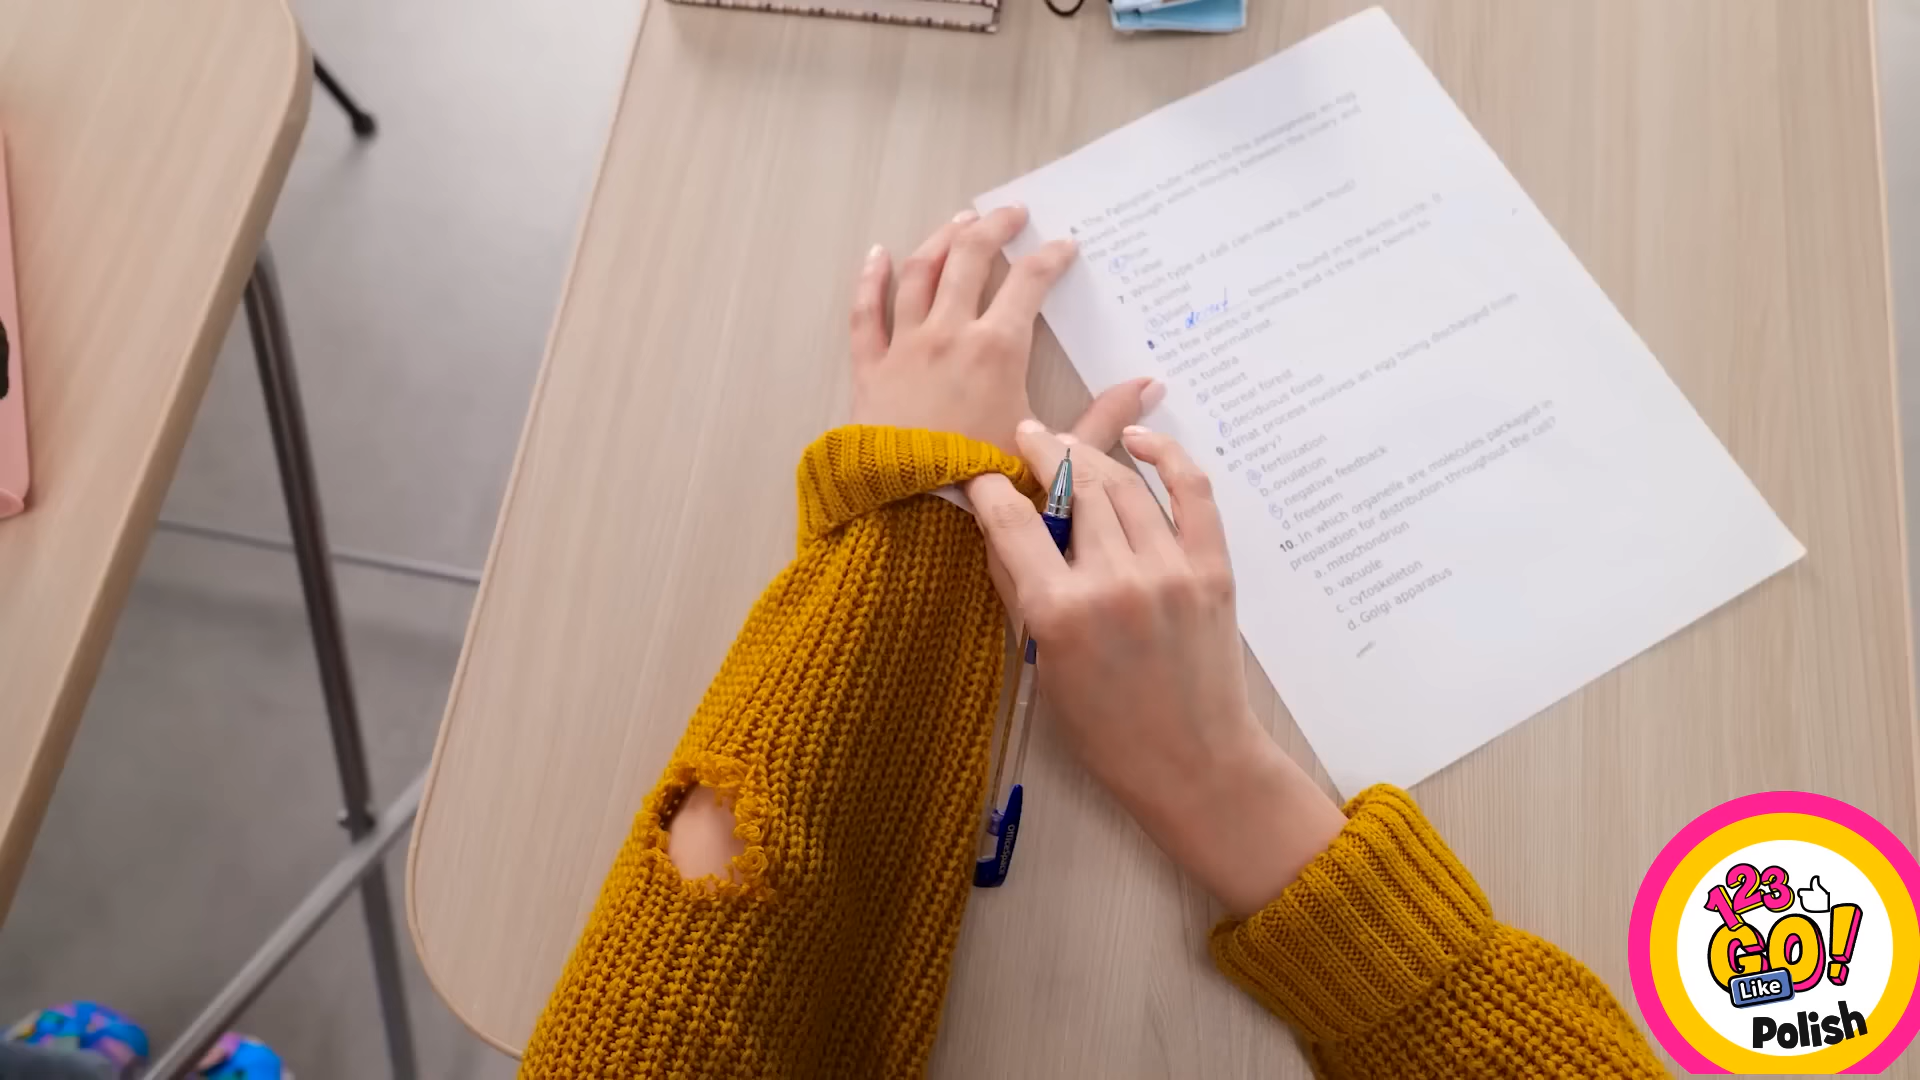 6. The Fallopian tube refers to the passageway an egg
travels through when moving between the ovary and
the uterus.
a. True
b. False
7. Which type of cell can make its own food?
a. animal
b. plant
8. The desert biome is found in the Arctic circle. It
has few plants or animals and is the only biome to
contain permafrost.
a. tundra
b. desert
c. boreal forest
d. deciduous forest
9. What process involves an egg being discharged from
an ovary?
a. fertilization
b. ovulation
c. negative feedback
d. freedom
10. In which organelle are molecules packaged in
preparation for distribution throughout the cell?
a. mitochondrion
b. vacuole
c. cytoskeleton
d. Golgi apparatus
OfficeSpace
123
GO!
Like
Polish